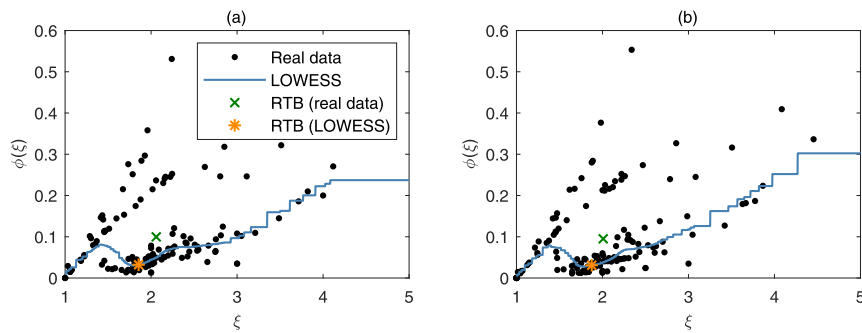 (a)
0.6
0.5
0.4
0.3
0.2
0.1
0
ϕ(ξ)
1
2
3
4
5
ξ
Real data
LOWESS
RTB (real data)
RTB (LOWESS)
(b)
0.6
0.5
0.4
0.3
0.2
0.1
0
ϕ(ξ)
1
2
3
4
5
ξ